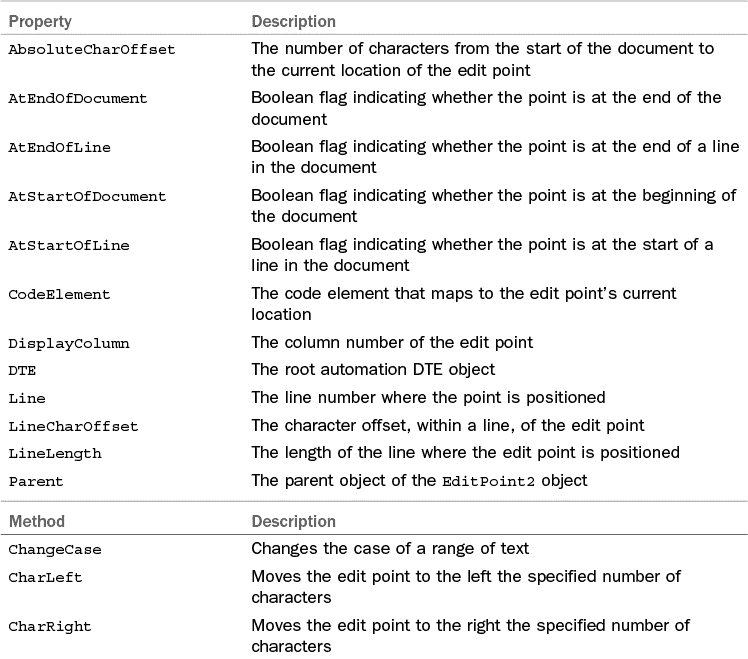 Property Description
AbsoluteCharOffset The number of characters from the start of the document to
the current location of the edit point
AtEndOfDocument Boolean flag indicating whether the point is at the end of the
document
AtEndOfLine Boolean flag indicating whether the point is at the end of a line
in the document
AtStartOfDocument Boolean flag indicating whether the point is at the beginning of
the document
AtStartOfLine Boolean flag indicating whether the point is at the start of a
line in the document
CodeElement The code element that maps to the edit point’s current
location
DisplayColumn The column number of the edit point
DTE The root automation DTE object
Line The line number where the point is positioned
LineCharOffset The character offset, within a line, of the edit point
LineLength The length of the line where the edit point is positioned
Parent The parent object of the EditPoint2 object
Method Description
ChangeCase Changes the case of a range of text
CharLeft Moves the edit point to the left the specified number of
characters
CharRight Moves the edit point to the right the specified number of
characters